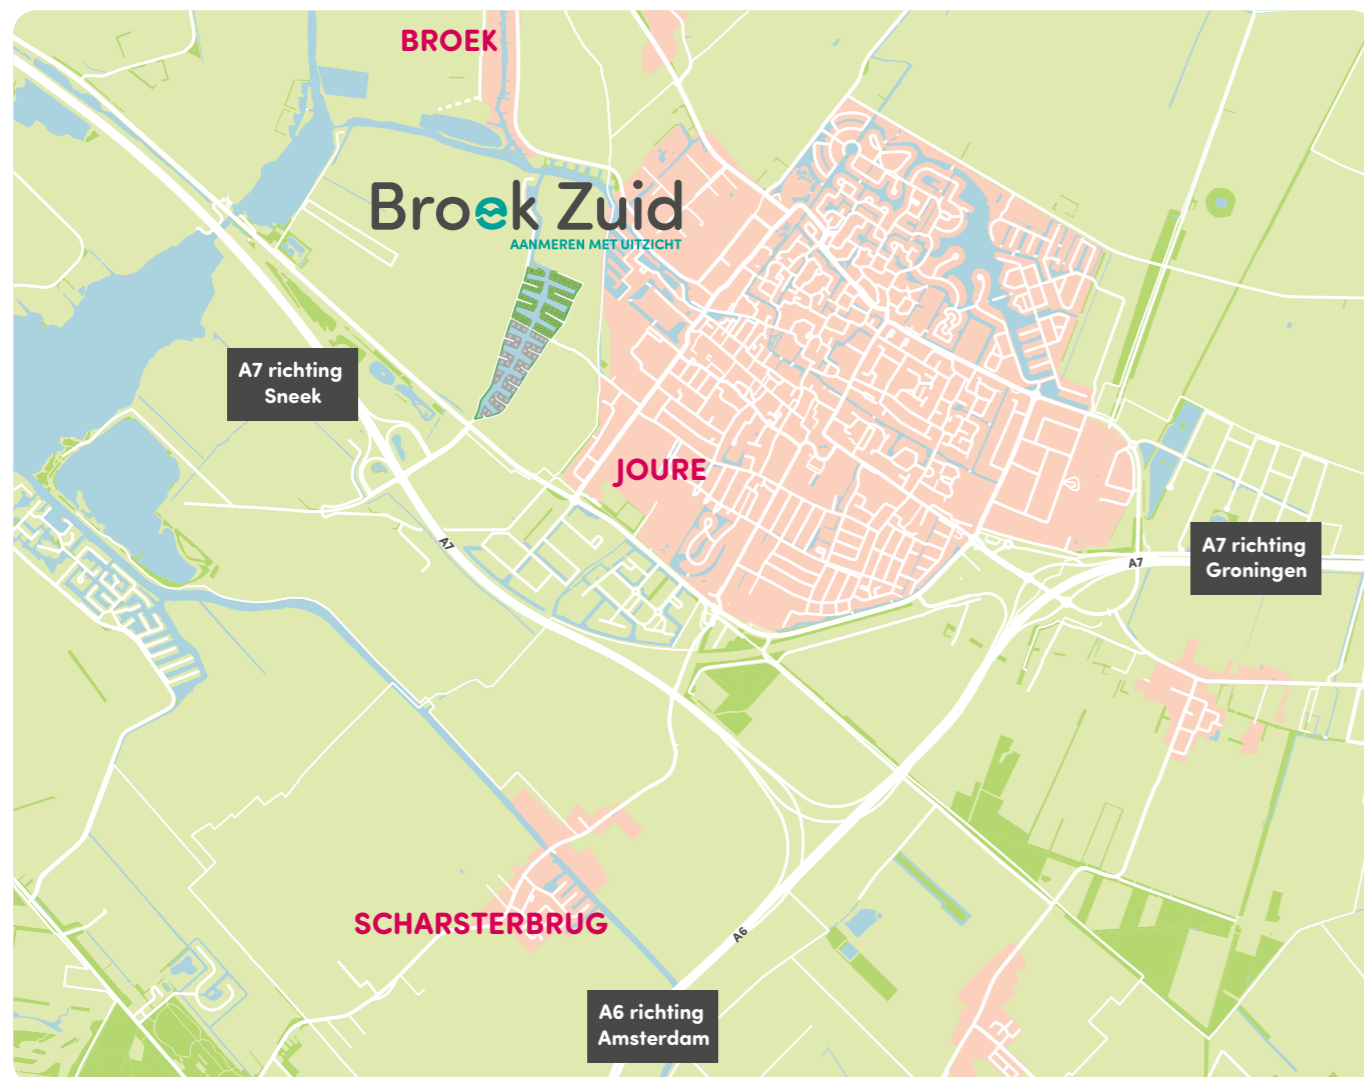 BROEK
Broek Zuid
AANMEREN MET UITZICHT
A7 richting
Sneek
JOURE
A7
A7
A7 richting
Groningen
SCHARSTERBRUG
A6
A6 richting
Amsterdam